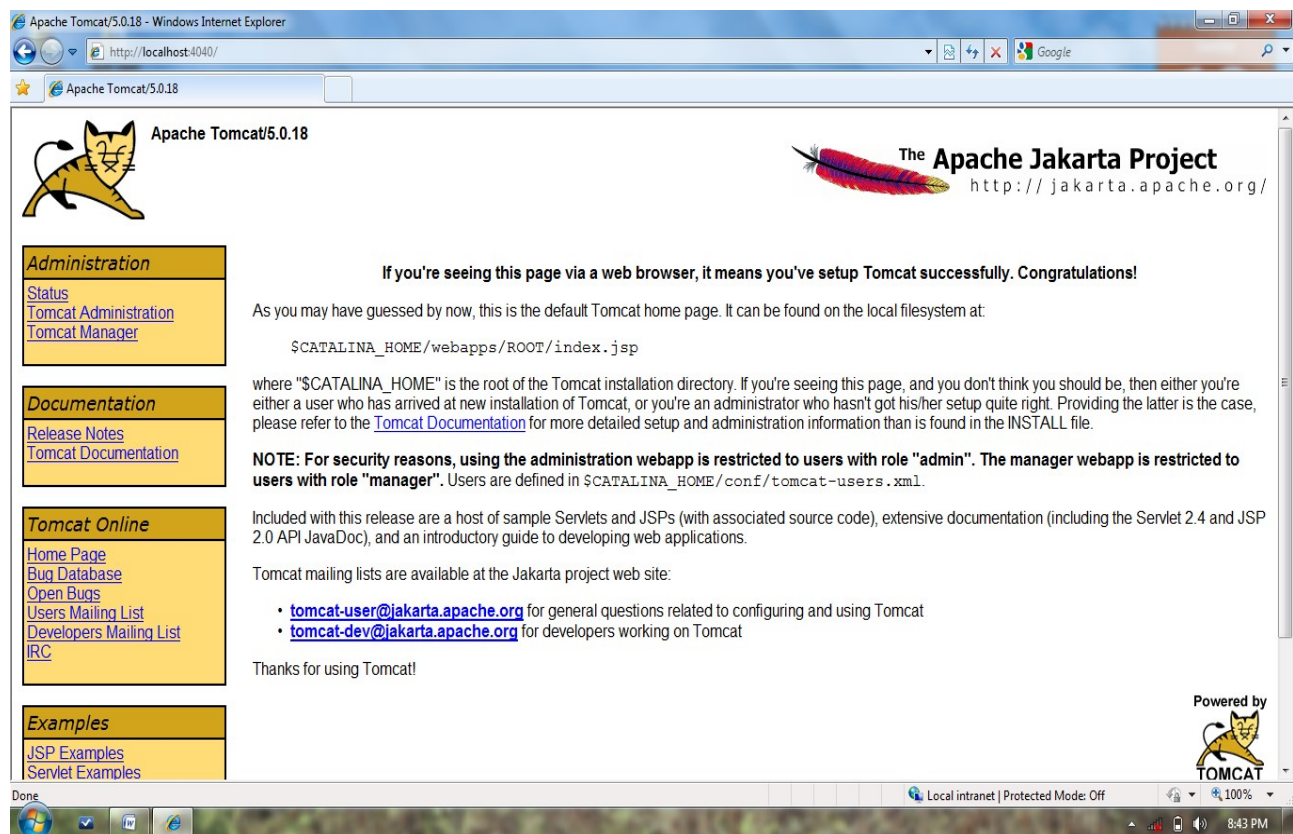 Apache Tomcat/5.0.18 - Windows Internet Explorer
http://localhost:4040/
Google
Apache Tomcat/5.0.18
Apache Tomcat/5.0.18
The Apache Jakarta Project
http://jakarta.apache.org/
Administration
Status
Tomcat Administration
Tomcat Manager
Documentation
Release Notes
Tomcat Documentation
Tomcat Online
Home Page
Bug Database
Open Bugs
Users Mailing List
Developers Mailing List
IRC
Examples
JSP Examples
Servlet Examples
If you're seeing this page via a web browser, it means you've setup Tomcat successfully. Congratulations!
As you may have guessed by now, this is the default Tomcat home page. It can be found on the local filesystem at:
$CATALINA_HOME/webapps/ROOT/index.jsp
where "$CATALINA_HOME" is the root of the Tomcat installation directory. If you're seeing this page, and you don't think you should be, then either you're
either a user who has arrived at new installation of Tomcat, or you're an administrator who hasn't got his/her setup quite right. Providing the latter is the case,
please refer to the Tomcat Documentation for more detailed setup and administration information than is found in the INSTALL file.
NOTE: For security reasons, using the administration webapp is restricted to users with role "admin". The manager webapp is restricted to
users with role "manager". Users are defined in $CATALINA_HOME/conf/tomcat-users.xml.
Included with this release are a host of sample Servlets and JSPs (with associated source code), extensive documentation (including the Servlet 2.4 and JSP
2.0 API JavaDoc), and an introductory guide to developing web applications.
Tomcat mailing lists are available at the Jakarta project web site:
• tomcat-user@jakarta.apache.org for general questions related to configuring and using Tomcat
• tomcat-dev@jakarta.apache.org for developers working on Tomcat
Thanks for using Tomcat!
Powered by
TOMCAT
Done
Local intranet | Protected Mode: Off
100%
8:43 PM